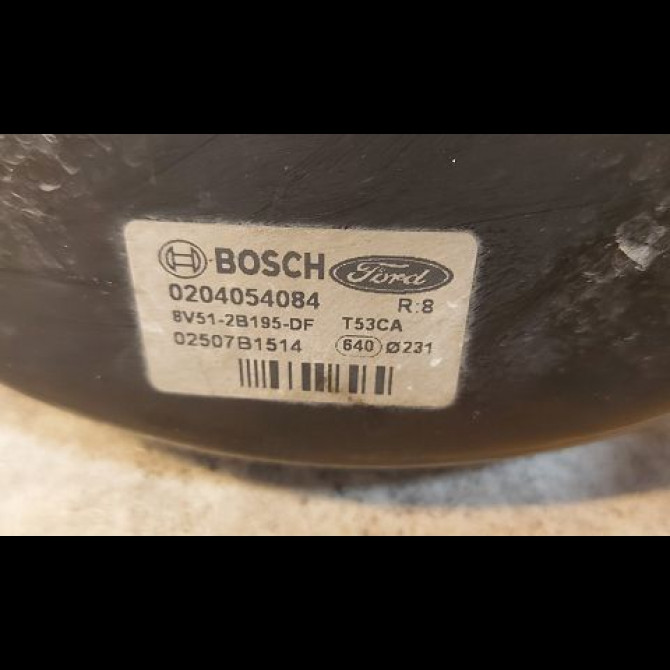 BOSCH Ford
0204054084 R:8
8V51-2B195-DF T53CA
02507B1514 640 Ø231